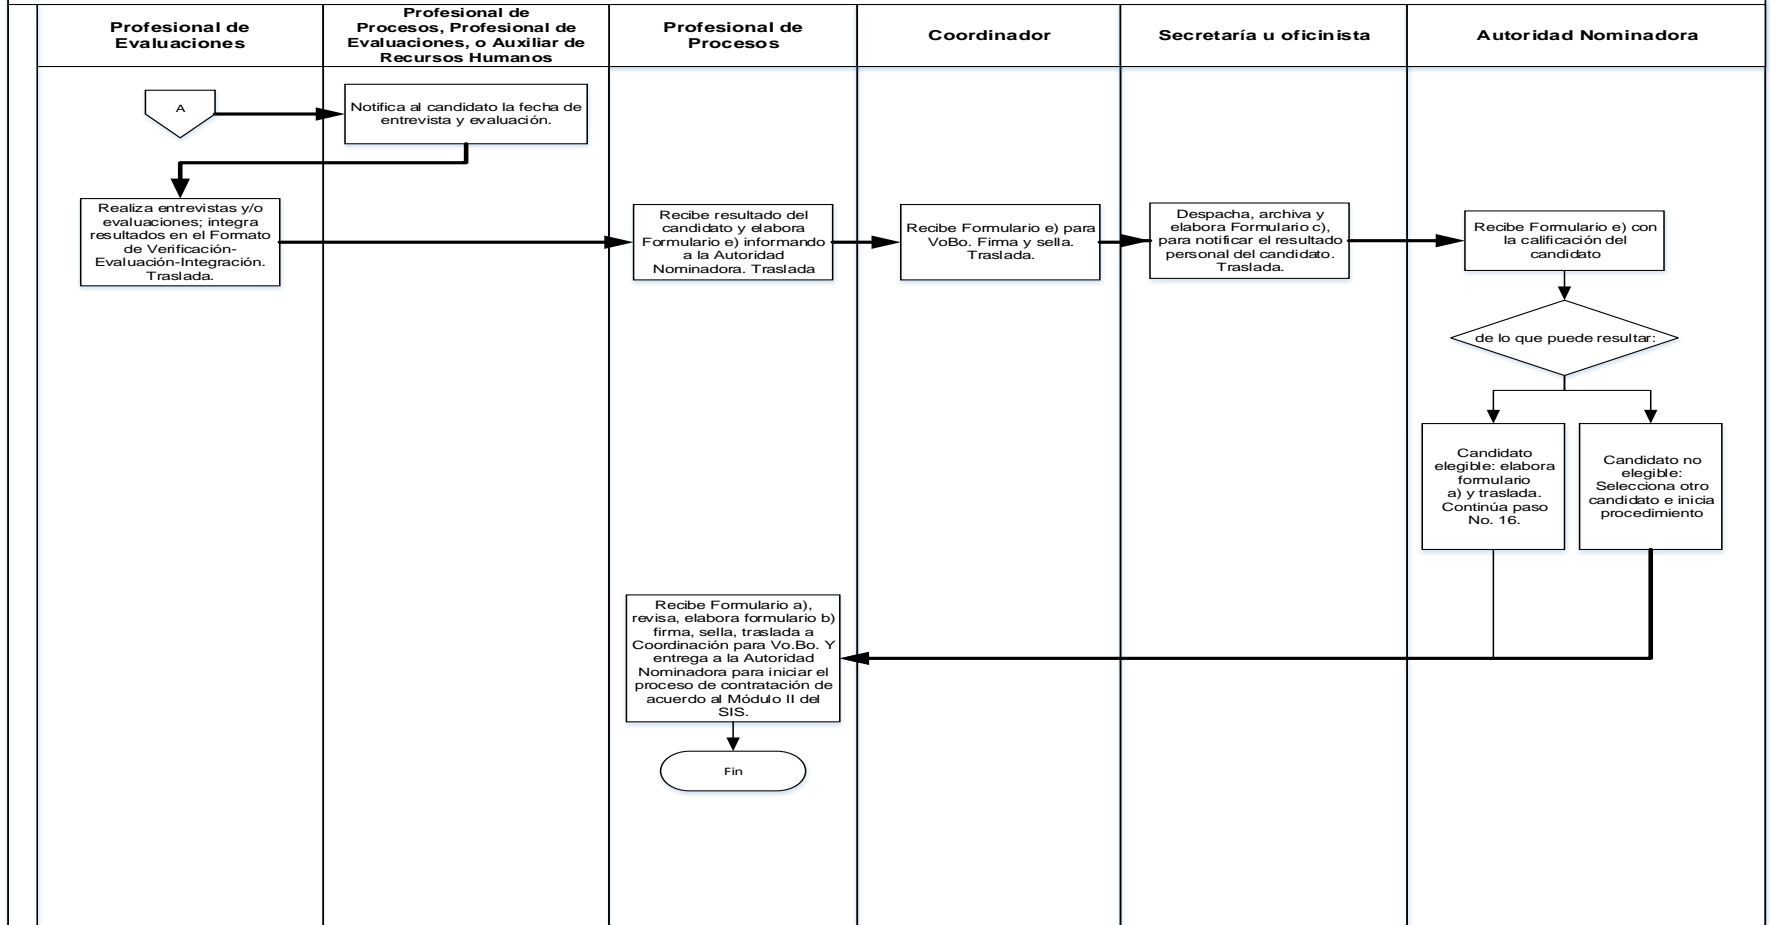 Profesional de
Evaluaciones
Profesional de
Procesos, Profesional de
Evaluaciones, o Auxiliar de
Recursos Humanos
Profesional de
Procesos
Coordinador
Secretaría u oficinista
Autoridad Nominadora
A
Notifica al candidato la fecha de
entrevista y evaluación.
Realiza entrevistas y/o
evaluaciones; integra
resultados en el Formato
de Verificación-
Evaluación-Integración.
Traslada.
Recibe resultado del
candidato y elabora
Formulario e) informando
a la Autoridad
Nominadora. Traslada
Recibe Formulario e) para
VoBo. Firma y sella.
Traslada.
Despacha, archiva y
elabora Formulario c),
para notificar el resultado
personal del candidato.
Traslada.
Recibe Formulario e) con
la calificación del
candidato
de lo que puede resultar:
Candidato
elegible: elabora
formulario
a) y traslada.
Continúa paso
No. 16.
Candidato no
elegible:
Selecciona otro
candidato e inicia
procedimiento
Recibe Formulario a),
revisa, elabora formulario b)
firma, sella, traslada a
Coordinación para Vo.Bo. Y
entrega a la Autoridad
Nominadora para iniciar el
proceso de contratación de
acuerdo al Módulo II del
SIS.
Fin